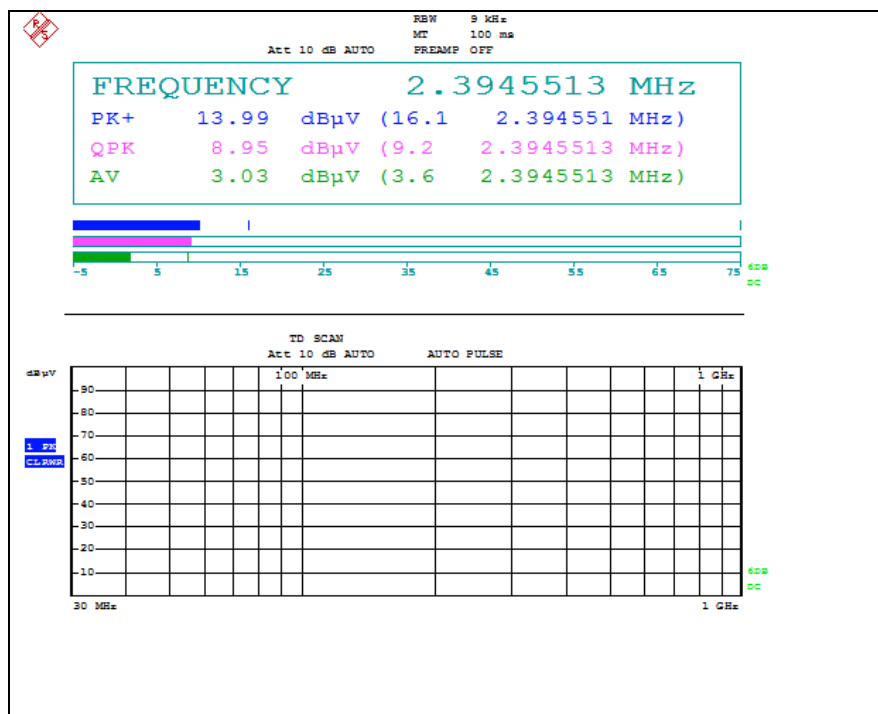 R
S
RBW 9 kHz
MT 100 ms
Att 10 dB AUTO PREAMP OFF
FREQUENCY 2.3945513 MHz
PK+ 13.99 dBµV (16.1 2.394551 MHz)
QPK 8.95 dBµV (9.2 2.3945513 MHz)
AV 3.03 dBµV (3.6 2.3945513 MHz)
-5 5 15 25 35 45 55 65 75
6DB
DC
TD SCAN
Att 10 dB AUTO AUTO PULSE
dBµV
100 MHz 1 GHz
90
80
70
1 PK
CLRWR
60
50
40
30
20
10
6DB
DC
30 MHz 1 GHz